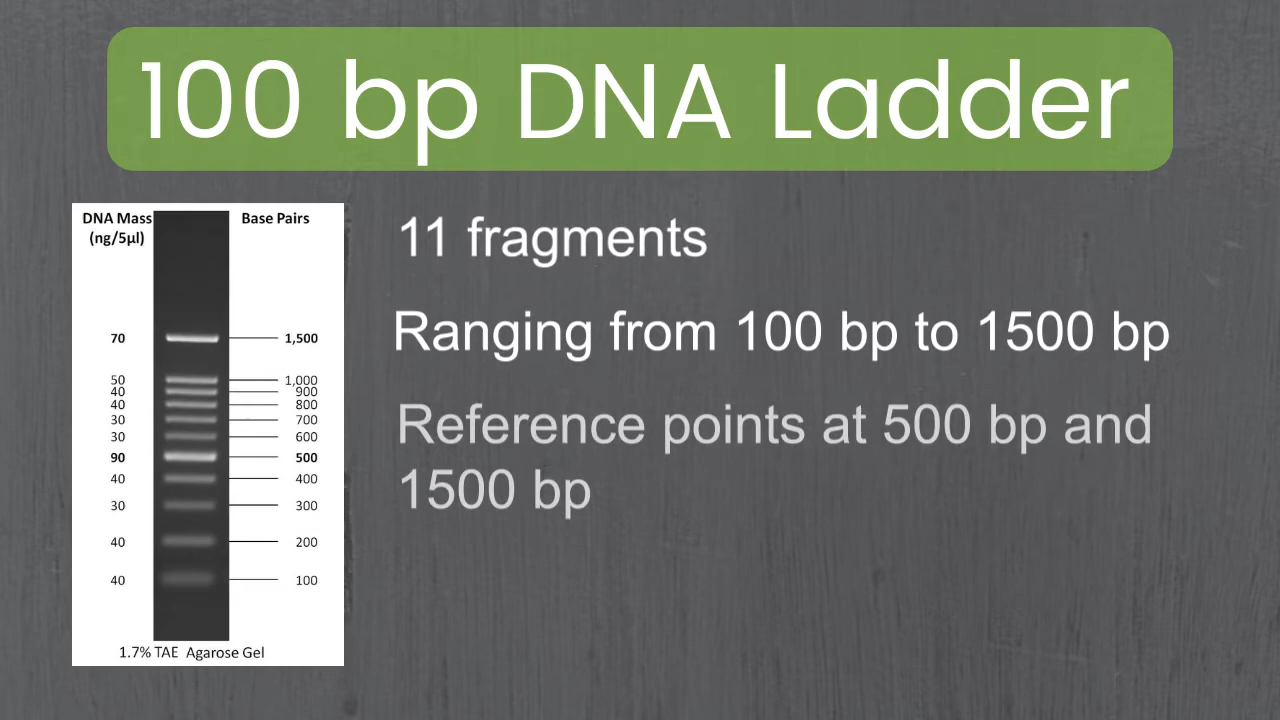 100 bp DNA Ladder
DNA Mass
(ng/5µl)
Base Pairs
70 1,500
50 1,000
40 900
40 800
30 700
30 600
90 500
40 400
30 300
40 200
40 100
1.7% TAE Agarose Gel
11 fragments
Ranging from 100 bp to 1500 bp
Reference points at 500 bp and
1500 bp